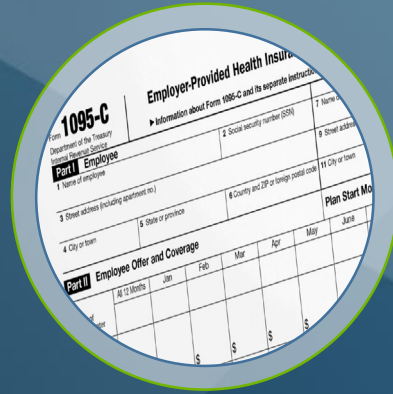 Form 1095-C
Department of the Treasury
Internal Revenue Service
Employer-Provided Health
▶ Information about Form 1095-C and its separate
Part I Employee
1 Name of employee
2 Social security number (SSN)
7 Name
3 Street address (including apartment no.)
9 Street address
4 City or town
5 State or province
6 Country and ZIP or foreign postal code
11 City or town
Part II Employee Offer and Coverage
Plan Start
All 12 Months
Jan
Feb
Mar
Apr
May
June
$
$
$